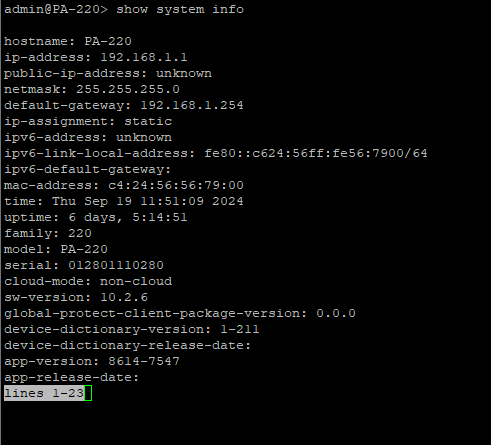 admin@PA-220> show system info
hostname: PA-220
ip-address: 192.168.1.1
public-ip-address: unknown
netmask: 255.255.255.0
default-gateway: 192.168.1.254
ip-assignment: static
ipv6-address: unknown
ipv6-link-local-address: fe80::c624:56ff:fe56:7900/64
ipv6-default-gateway:
mac-address: c4:24:56:56:79:00
time: Thu Sep 19 11:51:09 2024
uptime: 6 days, 5:14:51
family: 220
model: PA-220
serial: 012801110280
cloud-mode: non-cloud
sw-version: 10.2.6
global-protect-client-package-version: 0.0.0
device-dictionary-version: 1-211
device-dictionary-release-date:
app-version: 8614-7547
app-release-date:
lines 1-23